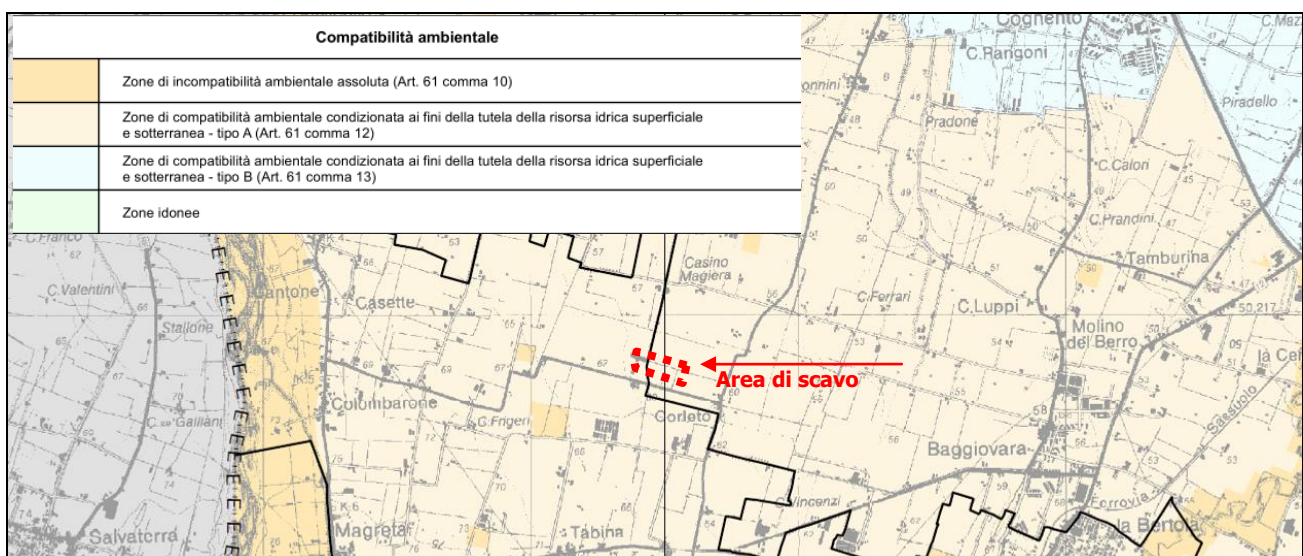 Compatibilità ambientale
Zone di incompatibilità ambientale assoluta (Art. 61 comma 10)
Zone di compatibilità ambientale condizionata ai fini della tutela della risorsa idrica superficiale
e sotterranea - tipo A (Art. 61 comma 12)
Zone di compatibilità ambientale condizionata ai fini della tutela della risorsa idrica superficiale
e sotterranea - tipo B (Art. 61 comma 13)
Zone idonee
Cognento
C.Rangoni
Piradello
Pradone
C.Caloni
C.Prandini
Tamburina
C.Franco
C.Valentini
Stallone
Cantone
Casette
Casino
Magiera
C.Ferrari
C.Luppi
50,217
Molino
del Berro
Area di scavo
Colombarone
C.Frigeri
Corleto
Baggiovara
Sassuolo
Ferrovia
C.Vincenzi
Salvaterra
Magreta
Tabina
la Bertola